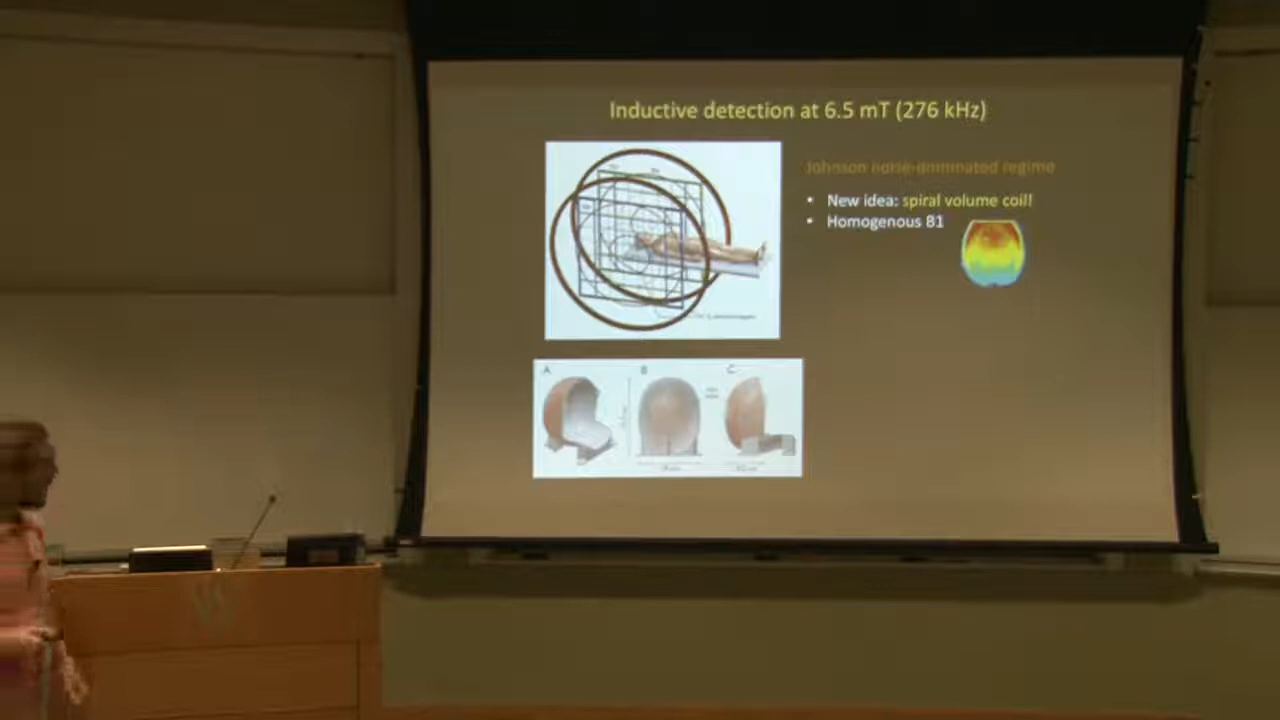 Inductive detection at 6.5 mT (276 kHz)
Johnson noise-dominated regime
• New idea: spiral volume coil!
• Homogenous B1
A B C
W